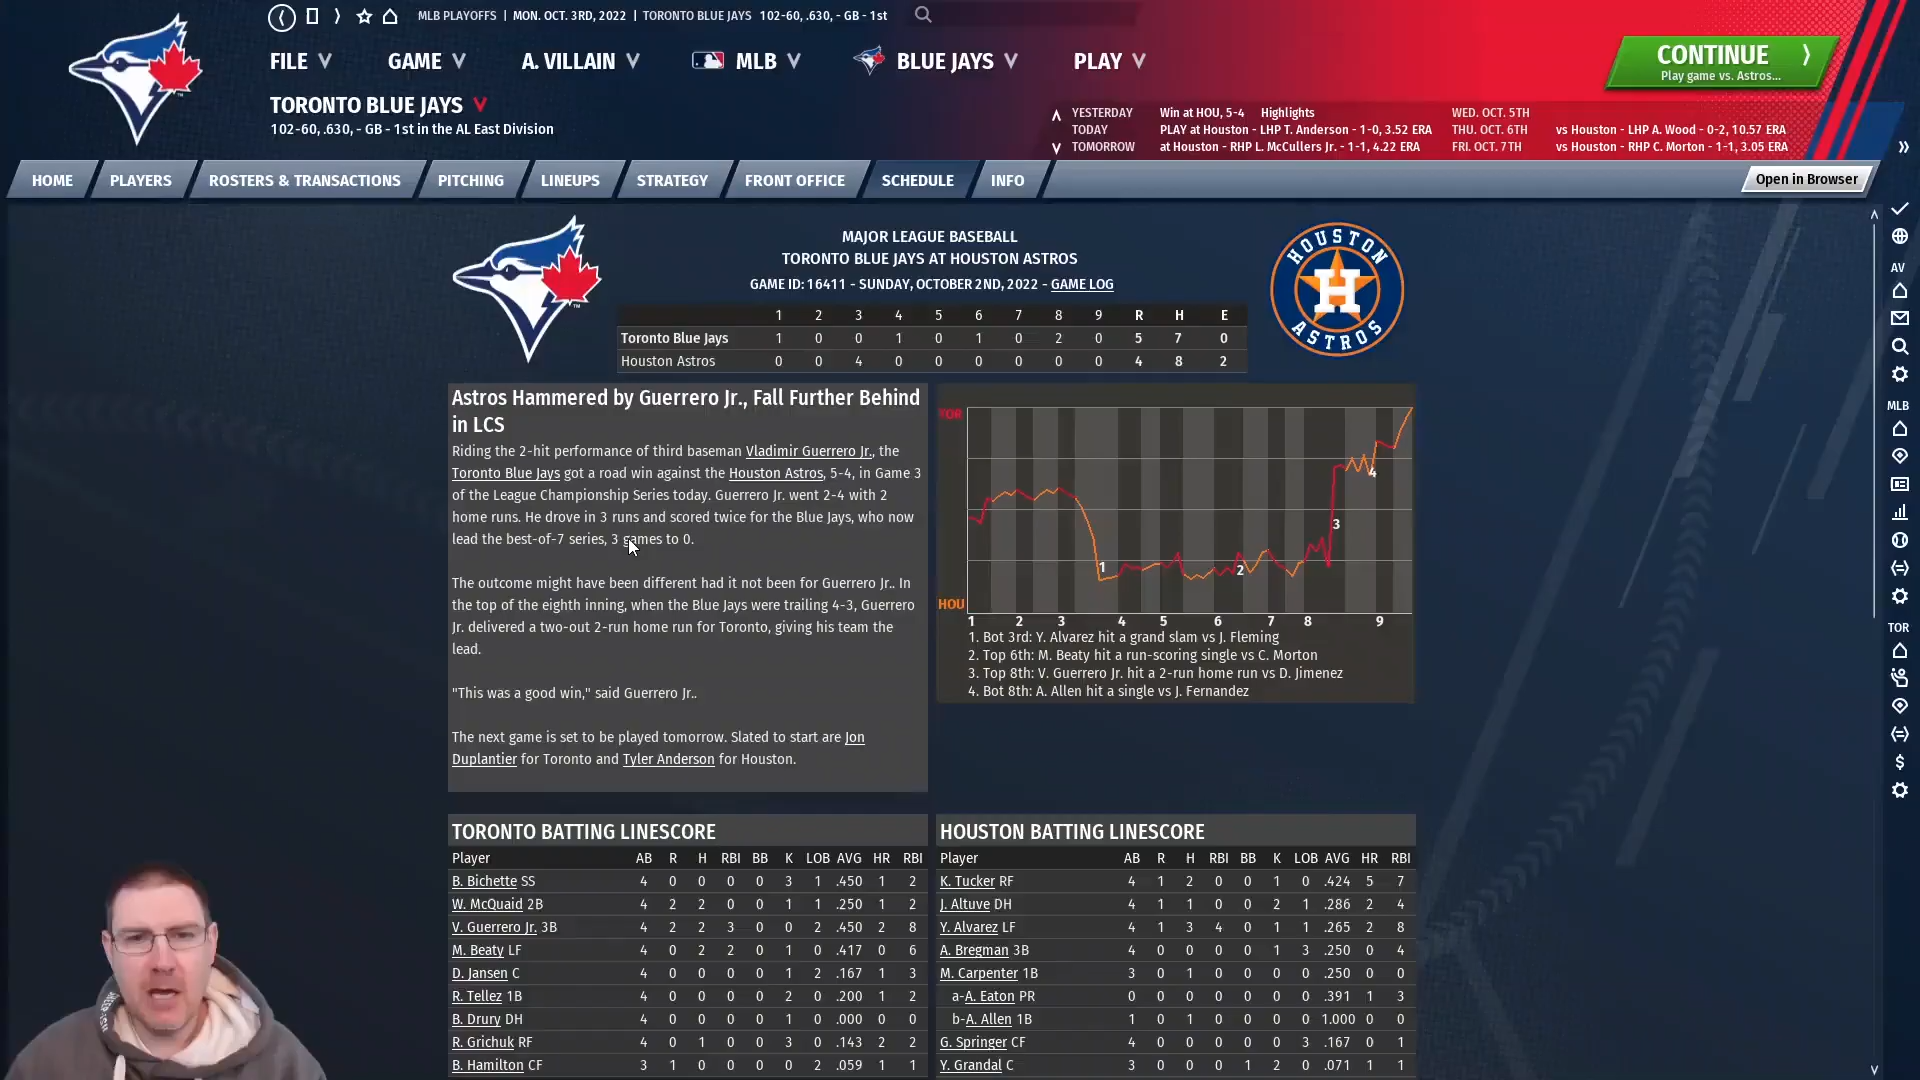 MLB PLAYOFFS | MON. OCT. 3RD, 2022 | TORONTO BLUE JAYS 102-60, .630, - GB - 1st
FILE GAME A. VILLAIN MLB BLUE JAYS PLAY
CONTINUE
Play game vs. Astros...
TORONTO BLUE JAYS
102-60, .630, - GB - 1st in the AL East Division
YESTERDAY Win at HOU, 5-4 Highlights WED. OCT. 5TH
TODAY PLAY at Houston - LHP T. Anderson - 1-0, 3.52 ERA THU. OCT. 6TH vs Houston - LHP A. Wood - 0-2, 10.57 ERA
TOMORROW at Houston - RHP L. McCullers Jr. - 1-1, 4.22 ERA FRI. OCT. 7TH vs Houston - RHP C. Morton - 1-1, 3.05 ERA
HOME PLAYERS ROSTERS & TRANSACTIONS PITCHING LINEUPS STRATEGY FRONT OFFICE SCHEDULE INFO Open in Browser
MAJOR LEAGUE BASEBALL
TORONTO BLUE JAYS AT HOUSTON ASTROS
GAME ID: 16411 - SUNDAY, OCTOBER 2ND, 2022 - GAME LOG
HOUSTON
H
ASTROS
1 2 3 4 5 6 7 8 9 R H E
Toronto Blue Jays 1 0 0 1 0 1 0 2 0 5 7 0
Houston Astros 0 0 4 0 0 0 0 0 0 4 8 2
Astros Hammered by Guerrero Jr., Fall Further Behind
in LCS
Riding the 2-hit performance of third baseman Vladimir Guerrero Jr., the
Toronto Blue Jays got a road win against the Houston Astros, 5-4, in Game 3
of the League Championship Series today. Guerrero Jr. went 2-4 with 2
home runs. He drove in 3 runs and scored twice for the Blue Jays, who now
lead the best-of-7 series, 3 games to 0.
The outcome might have been different had it not been for Guerrero Jr.. In
the top of the eighth inning, when the Blue Jays were trailing 4-3, Guerrero
Jr. delivered a two-out 2-run home run for Toronto, giving his team the
lead.
"This was a good win," said Guerrero Jr..
The next game is set to be played tomorrow. Slated to start are Jon
Duplantier for Toronto and Tyler Anderson for Houston.
TOR
4
3
1
2
HOU
1 2 3 4 5 6 7 8 9
1. Bot 3rd: Y. Alvarez hit a grand slam vs J. Fleming
2. Top 6th: M. Beaty hit a run-scoring single vs C. Morton
3. Top 8th: V. Guerrero Jr. hit a 2-run home run vs D. Jimenez
4. Bot 8th: A. Allen hit a single vs J. Fernandez
TORONTO BATTING LINESCORE
Player AB R H RBI BB K LOB AVG HR RBI
B. Bichette SS 4 0 0 0 0 3 1 .450 1 2
W. McQuaid 2B 4 2 2 0 0 1 1 .250 1 2
V. Guerrero Jr. 3B 4 2 2 3 0 0 2 .450 2 8
M. Beaty LF 4 0 2 2 0 1 0 .417 0 6
D. Jansen C 4 0 0 0 0 1 2 .167 1 3
R. Tellez 1B 4 0 0 0 0 2 0 .200 1 2
B. Drury DH 4 0 0 0 0 1 0 .000 0 0
R. Grichuk RF 4 0 1 0 0 3 0 .143 2 2
B. Hamilton CF 3 1 0 0 0 0 2 .059 1 1
HOUSTON BATTING LINESCORE
Player AB R H RBI BB K LOB AVG HR RBI
K. Tucker RF 4 1 2 0 0 1 0 .424 5 7
J. Altuve DH 4 1 1 0 0 2 1 .286 2 4
Y. Alvarez LF 4 1 3 4 0 1 1 .265 2 8
A. Bregman 3B 4 0 0 0 0 1 3 .250 0 4
M. Carpenter 1B 3 0 1 0 0 0 0 .250 0 0
a-A. Eaton PR 0 0 0 0 0 0 0 .391 1 3
b-A. Allen 1B 1 0 1 0 0 0 0 1.000 0 0
G. Springer CF 4 0 0 0 0 0 3 .167 0 1
Y. Grandal C 3 0 0 0 1 2 0 .071 1 1
AV
MLB
TOR
$